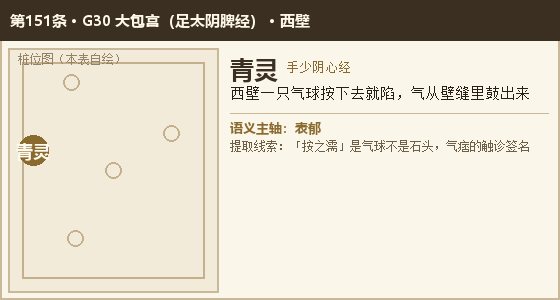 第151条・G30 大包宫（足太阴脾经）・西壁
桩位图（本表自绘）
青灵
青灵 手少阴心经
西壁一只气球按下去就陷，气从壁缝里鼓出来
语义主轴：表郁
提取线索：「按之濡」是气球不是石头，气痞的触诊签名